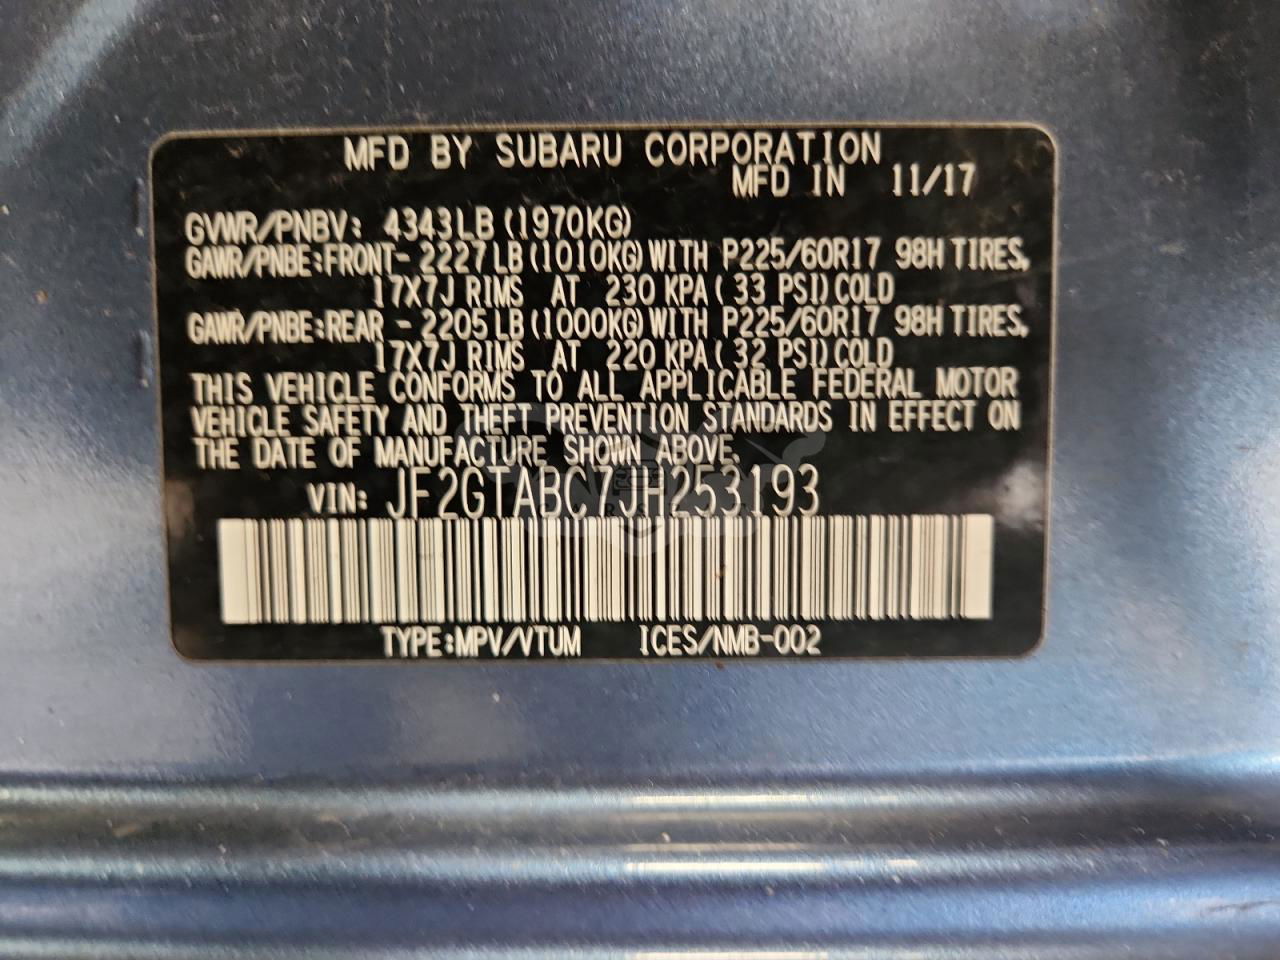 MFD BY SUBARU CORPORATION
MFD IN 11/17
GVWR/PNBV: 4343LB (1970KG)
GAWR/PNBE:FRONT- 2227LB (1010KG) WITH P225/60R17 98H TIRES,
17X7J RIMS AT 230 KPA( 33 PSI) COLD
GAWR/PNBE:REAR - 2205LB (1000KG) WITH P225/60R17 98H TIRES,
17X7J RIMS AT 220 KPA( 32 PSI) COLD
THIS VEHICLE CONFORMS TO ALL APPLICABLE FEDERAL MOTOR
VEHICLE SAFETY AND THEFT PREVENTION STANDARDS IN EFFECT ON
THE DATE OF MANUFACTURE SHOWN ABOVE.
VIN: JF2GTABC7JH253193
TYPE:MPV/VTUM ICES/NMB-002